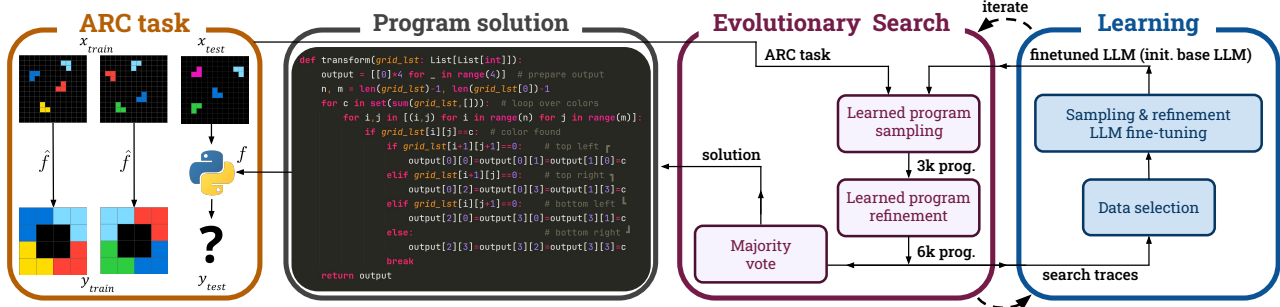 ARC task
x_train
x_test
f̂
f̂
f
?
y_train
y_test
Program solution
def transform(grid_lst: List[List[int]]):
output = [[0]*4 for _ in range(4)] # prepare output
n, m = len(grid_lst)-1, len(grid_lst[0])-1
for c in set(sum(grid_lst,[])): # loop over colors
for i,j in [(i,j) for i in range(n) for j in range(m)]:
if grid_lst[i][j]==c: # color found
if grid_lst[i+1][j+1]==0: # top left ┏
output[0][0]=output[0][1]=output[1][0]=c
elif grid_lst[i+1][j]==0: # top right ┓
output[0][2]=output[0][3]=output[1][3]=c
elif grid_lst[i][j+1]==0: # bottom left ┗
output[2][0]=output[3][0]=output[3][1]=c
else: # bottom right ┛
output[2][3]=output[3][2]=output[3][3]=c
break
return output
Evolutionary Search
ARC task
Learned program
sampling
3k prog.
Learned program
refinement
6k prog.
Majority
vote
solution
iterate
Learning
finetuned LLM (init. base LLM)
Sampling & refinement
LLM fine-tuning
Data selection
search traces